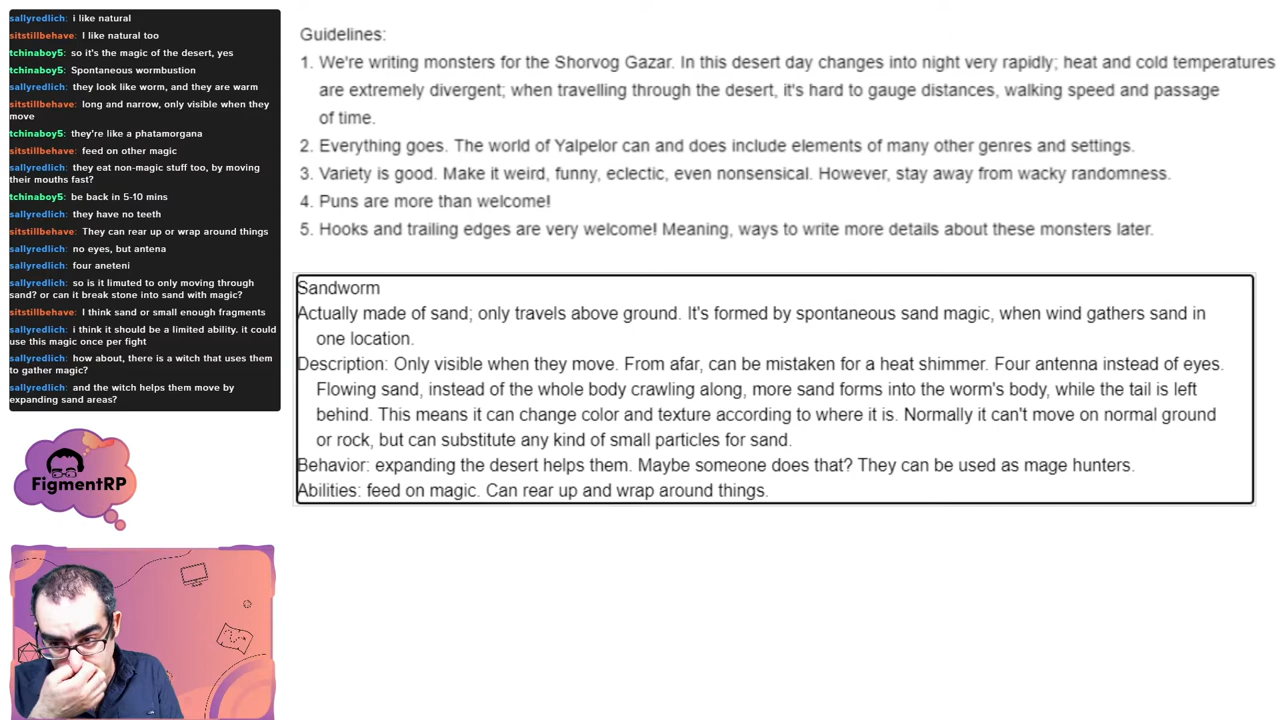 sallyredlich: i like natural
sitstillbehave: I like natural too
tchinaboy5: so it's the magic of the desert, yes
tchinaboy5: Spontaneous wormbustion
sallyredlich: they look like worm, and they are warm
sitstillbehave: long and narrow, only visible when they
move
tchinaboy5: they're like a phatamorgana
sitstillbehave: feed on other magic
sallyredlich: they eat non-magic stuff too, by moving
their mouths fast?
tchinaboy5: be back in 5-10 mins
sallyredlich: they have no teeth
sitstillbehave: They can rear up or wrap around things
sallyredlich: no eyes, but antena
sallyredlich: four aneteni
sallyredlich: so is it limuted to only moving through
sand? or can it break stone into sand with magic?
sitstillbehave: I think sand or small enough fragments
sallyredlich: i think it should be a limited ability. it could
use this magic once per fight
sallyredlich: how about, there is a witch that uses them
to gather magic?
sallyredlich: and the witch helps them move by
expanding sand areas?
FigmentRP
Guidelines:
1. We're writing monsters for the Shorvog Gazar. In this desert day changes into night very rapidly; heat and cold temperatures
are extremely divergent; when travelling through the desert, it's hard to gauge distances, walking speed and passage
of time.
2. Everything goes. The world of Yalpelor can and does include elements of many other genres and settings.
3. Variety is good. Make it weird, funny, eclectic, even nonsensical. However, stay away from wacky randomness.
4. Puns are more than welcome!
5. Hooks and trailing edges are very welcome! Meaning, ways to write more details about these monsters later.
Sandworm
Actually made of sand; only travels above ground. It's formed by spontaneous sand magic, when wind gathers sand in
one location.
Description: Only visible when they move. From afar, can be mistaken for a heat shimmer. Four antenna instead of eyes.
Flowing sand, instead of the whole body crawling along, more sand forms into the worm's body, while the tail is left
behind. This means it can change color and texture according to where it is. Normally it can't move on normal ground
or rock, but can substitute any kind of small particles for sand.
Behavior: expanding the desert helps them. Maybe someone does that? They can be used as mage hunters.
Abilities: feed on magic. Can rear up and wrap around things.